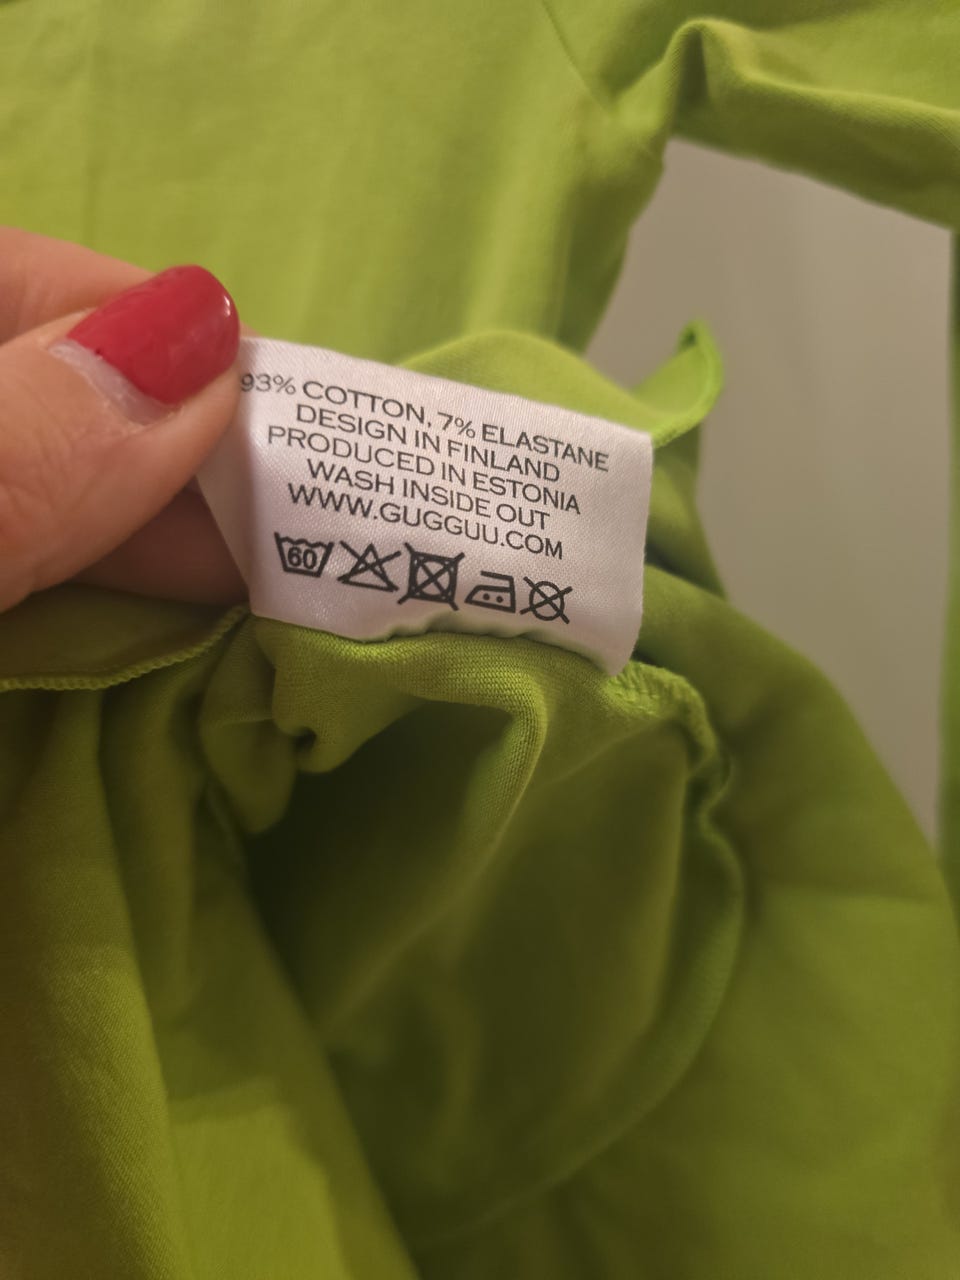 93% COTTON, 7% ELASTANE
DESIGN IN FINLAND
PRODUCED IN ESTONIA
WASH INSIDE OUT
WWW.GUGGUU.COM
60